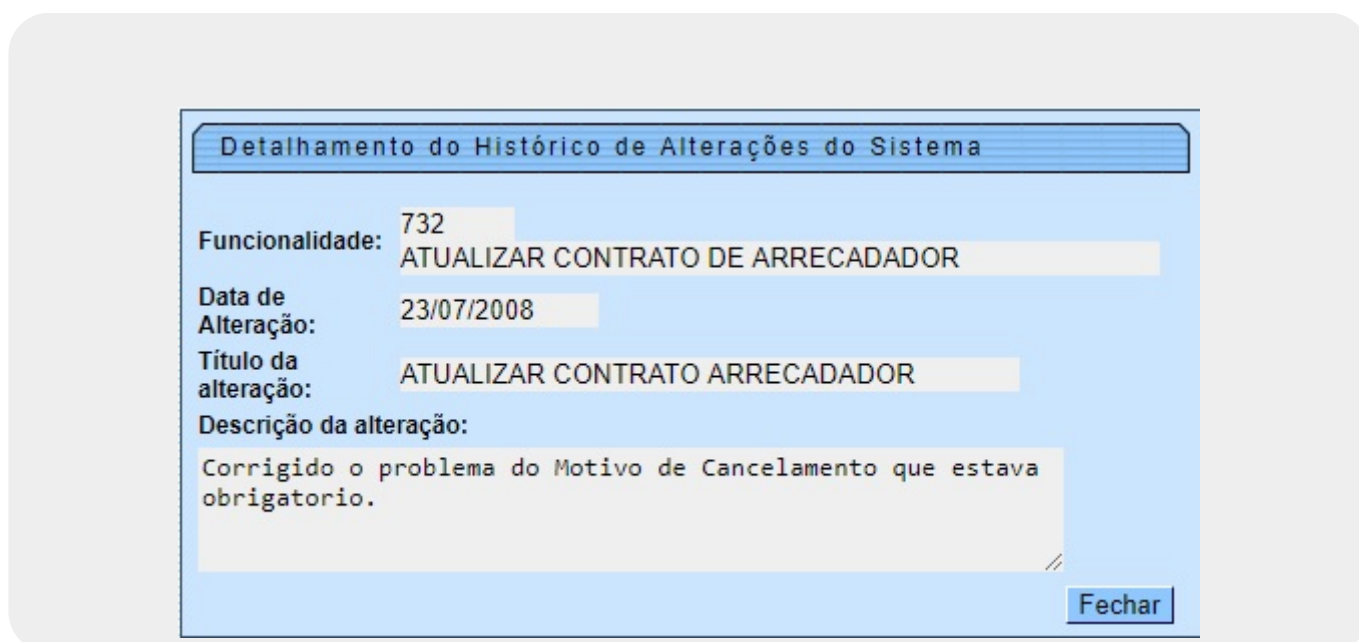 Detalhamento do Histórico de Alterações do Sistema
Funcionalidade:
732
ATUALIZAR CONTRATO DE ARRECADADOR
Data de
Alteração:
23/07/2008
Título da
alteração:
ATUALIZAR CONTRATO ARRECADADOR
Descrição da alteração:
Corrigido o problema do Motivo de Cancelamento que estava
obrigatorio.
Fechar